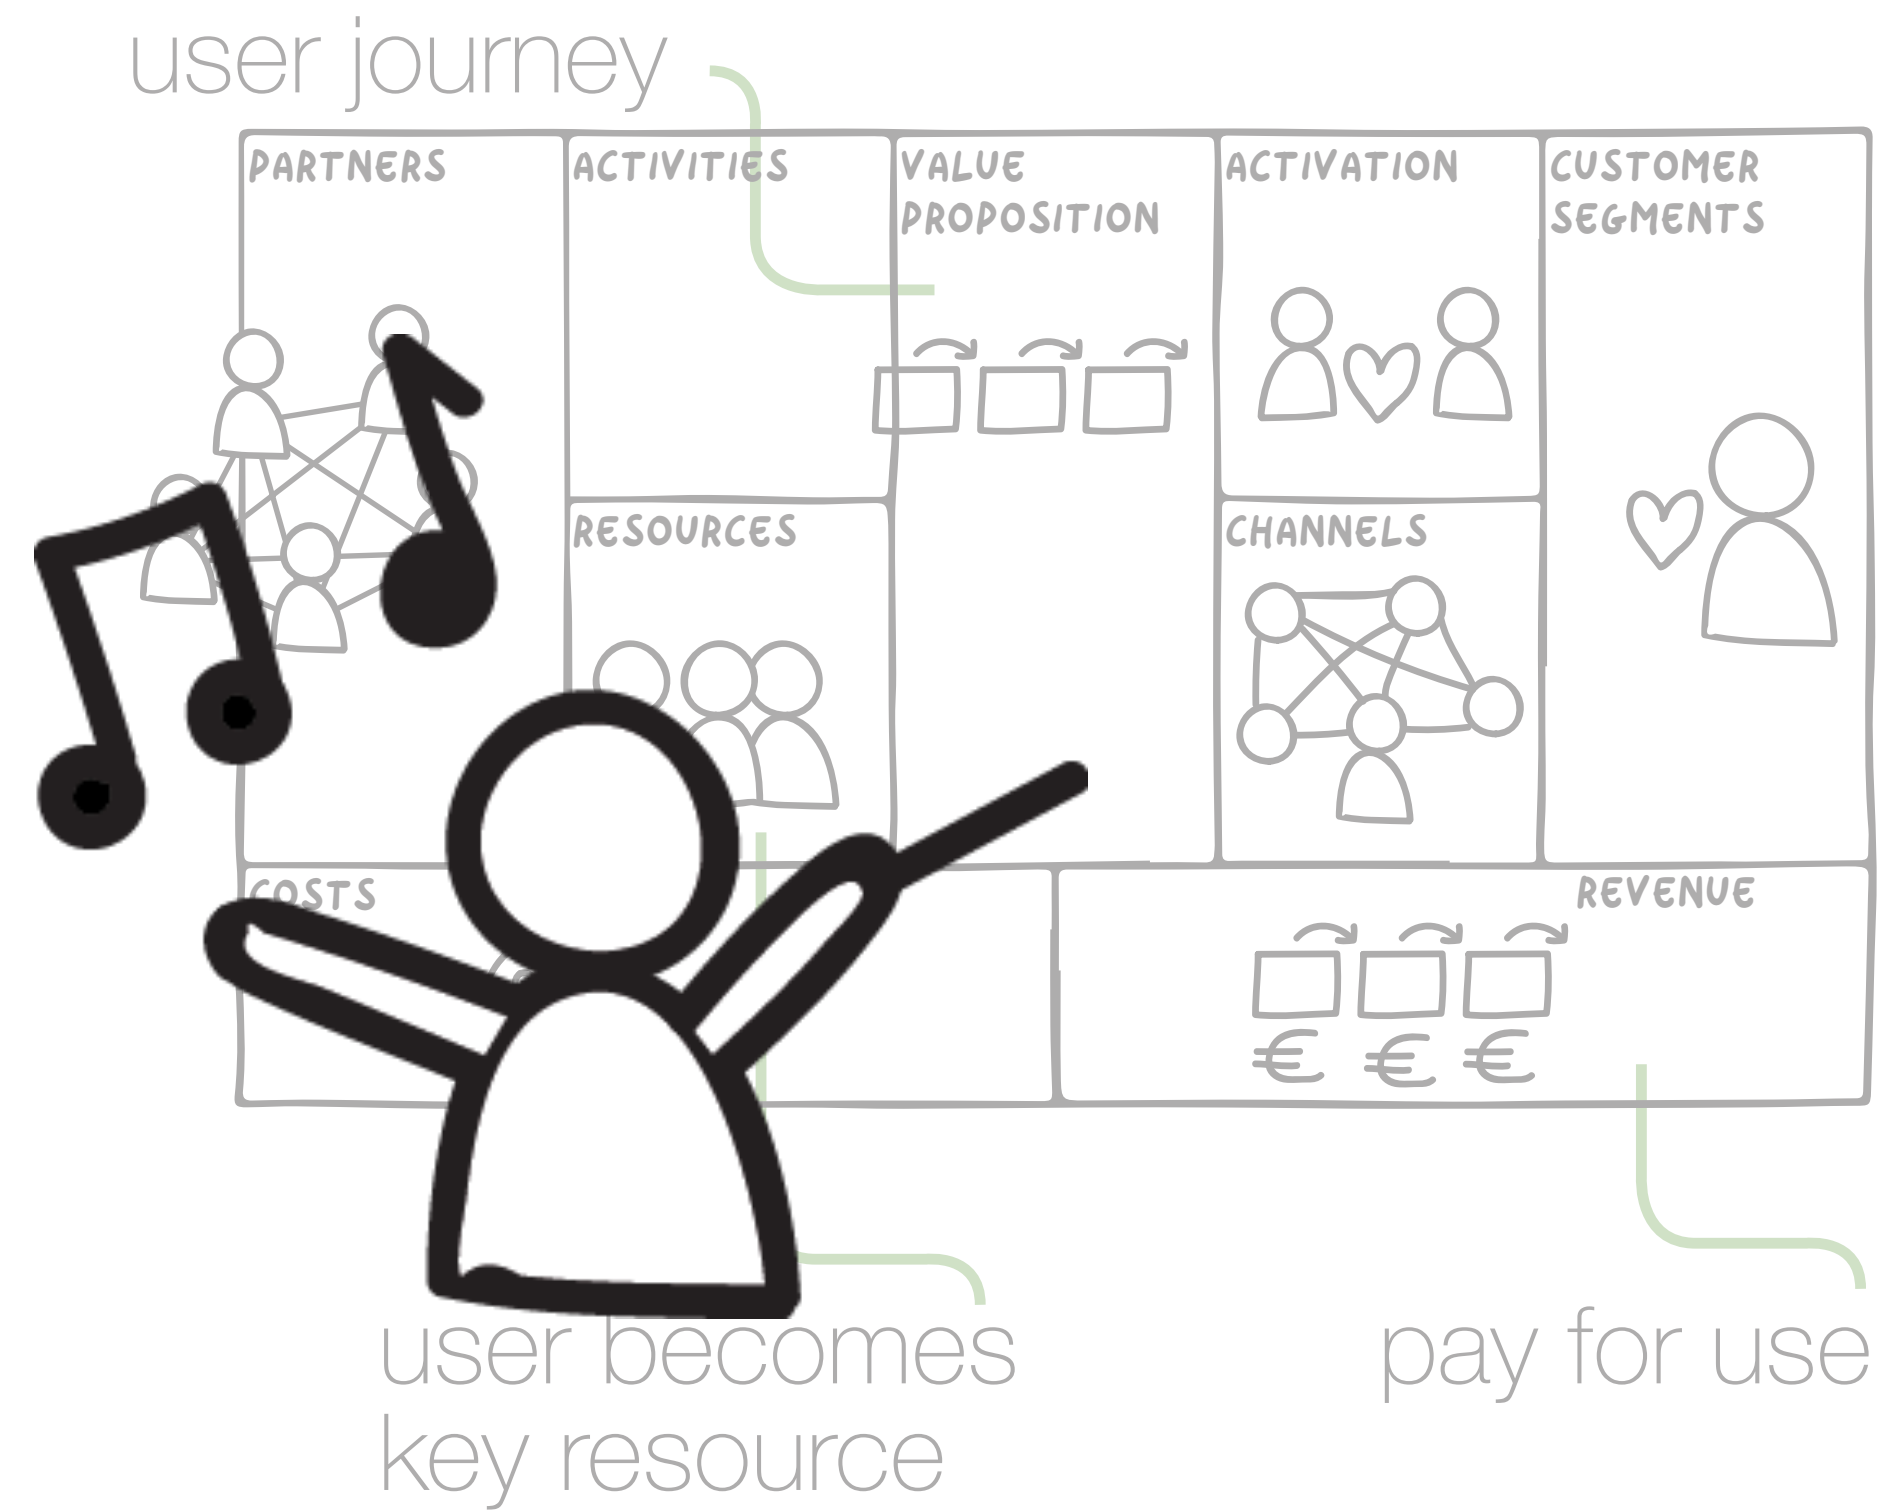 user journey
PARTNERS
ACTIVITIES
VALUE
PROPOSITION
ACTIVATION
CUSTOMER
SEGMENTS
RESOURCES
CHANNELS
COSTS
REVENUE
€ € €
user becomes
key resource
pay for use